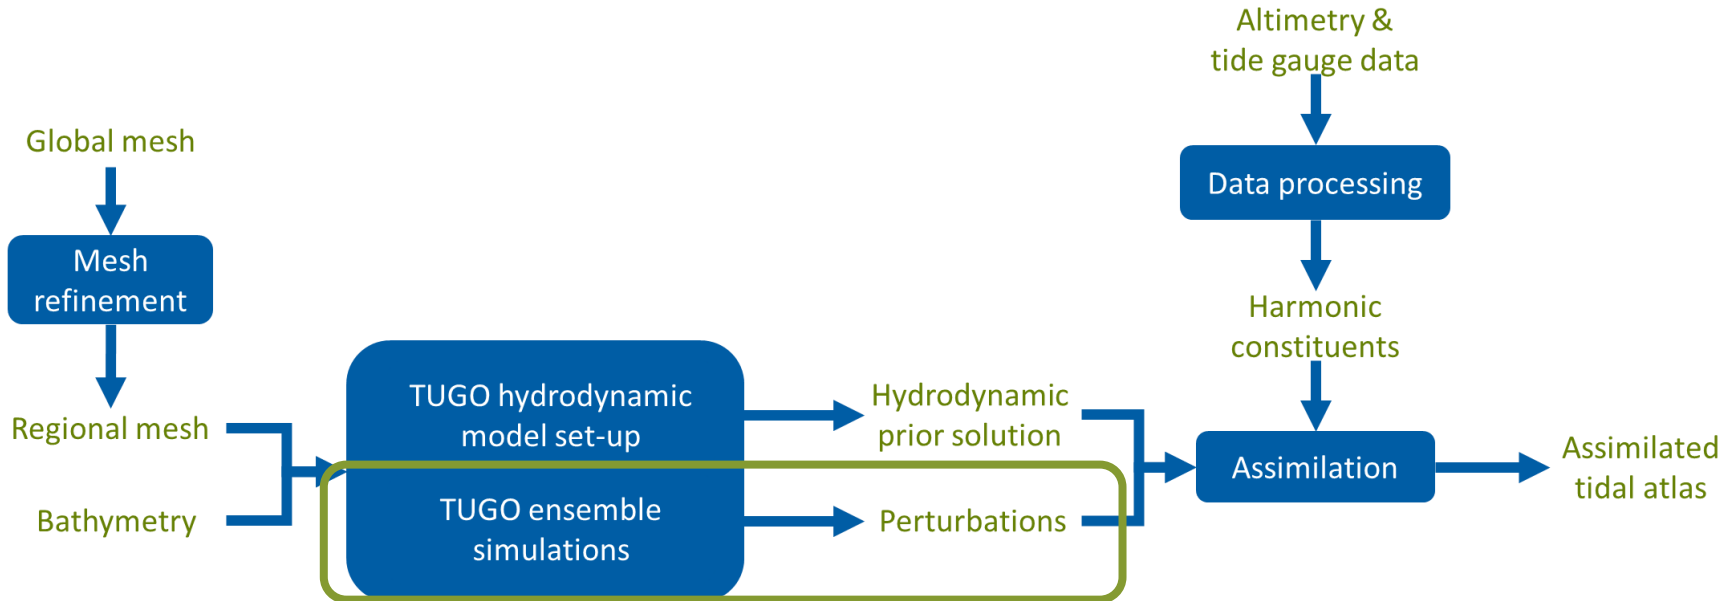 Altimetry &
tide gauge data
Global mesh
Data processing
Mesh
refinement
Harmonic
constituents
Regional mesh
Bathymetry
TUGO hydrodynamic
model set-up
TUGO ensemble
simulations
Hydrodynamic
prior solution
Perturbations
Assimilation
Assimilated
tidal atlas